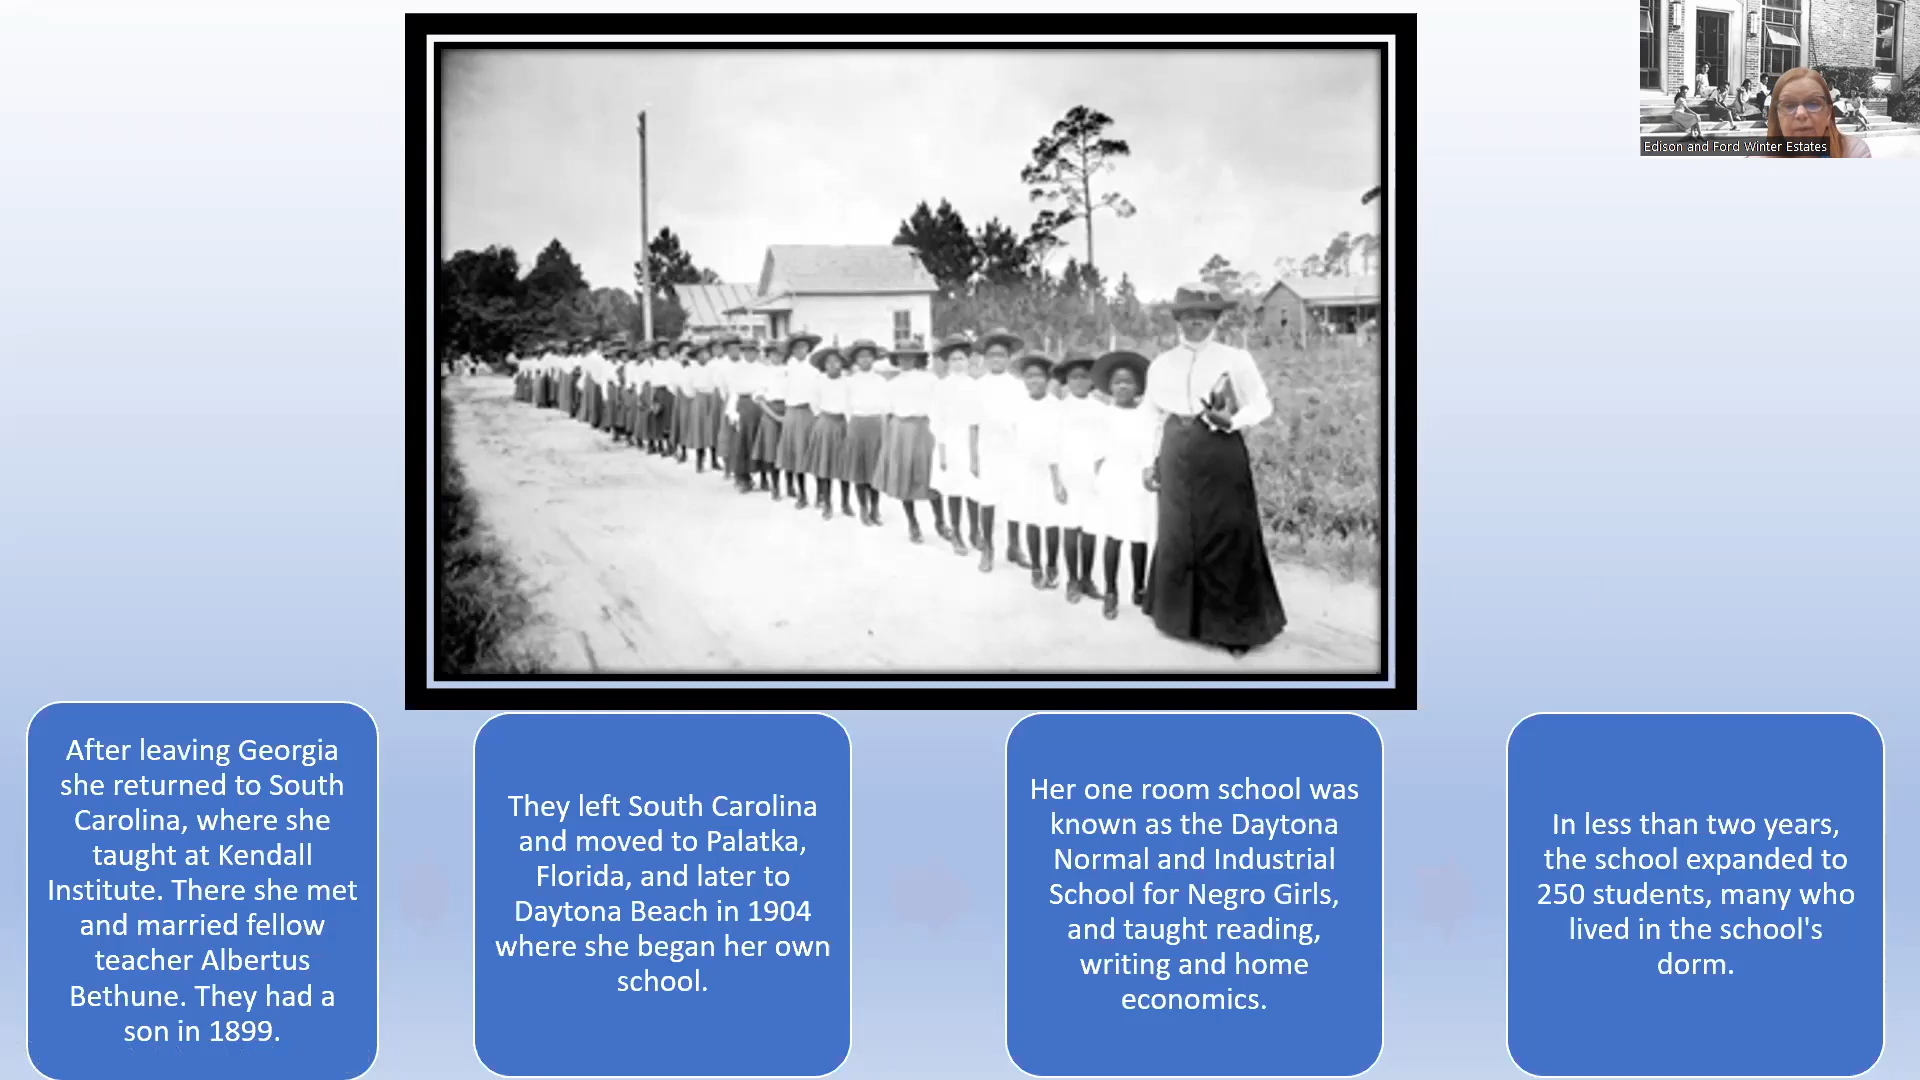 Edison and Ford Winter Estates
After leaving Georgia
she returned to South
Carolina, where she
taught at Kendall
Institute. There she met
and married fellow
teacher Albertus
Bethune. They had a
son in 1899.
They left South Carolina
and moved to Palatka,
Florida, and later to
Daytona Beach in 1904
where she began her own
school.
Her one room school was
known as the Daytona
Normal and Industrial
School for Negro Girls,
and taught reading,
writing and home
economics.
In less than two years,
the school expanded to
250 students, many who
lived in the school's
dorm.